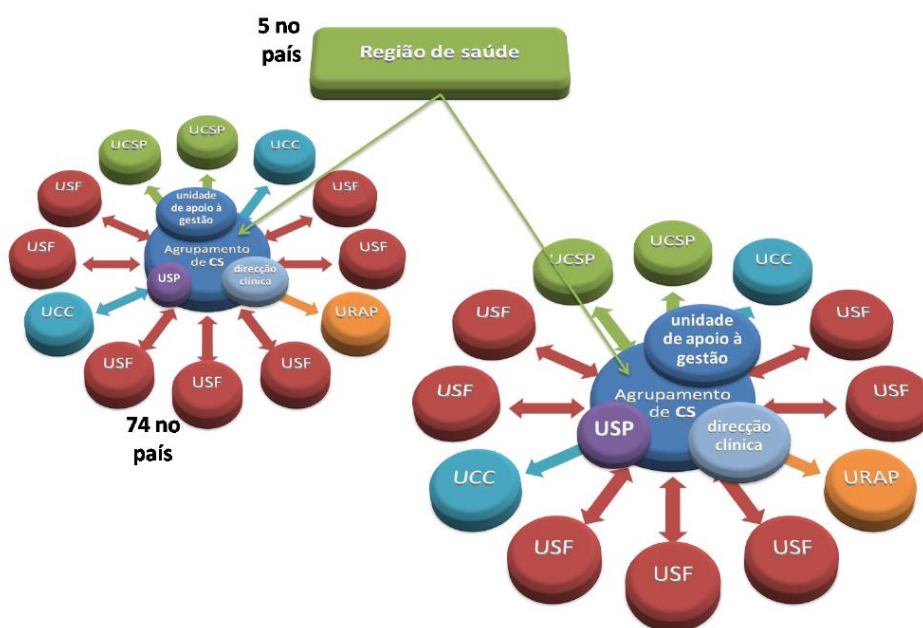 5 no
país
Região de saúde
UCSP
UCSP
UCC
USF
USF
USF
USF
UCC
URAP
USF
USF
USF
unidade
de apoio à
gestão
Agrupamento
de CS
USP
direcção
clínica
74 no
país
UCSP
UCSP
UCC
USF
USF
USF
USF
UCC
URAP
USF
USF
USF
unidade
de apoio à
gestão
Agrupamento
de CS
USP
direcção
clínica